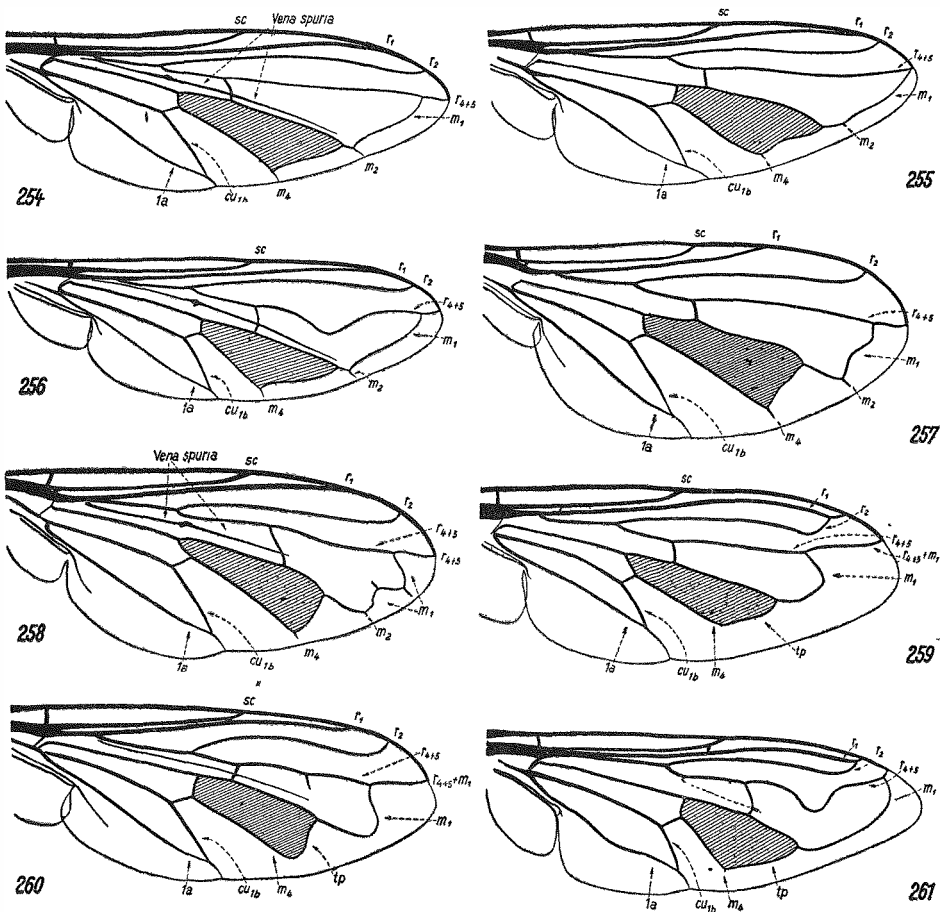 Vena spuria
sc
r1
r2
r4+5
m1
m2
m4
cu1b
1a
254
sc
r1
r2
r4+5
m1
m2
m4
cu1b
1a
255
sc
r1
r2
r4+5
m1
m2
m4
cu1b
1a
256
sc
r1
r4+5
m1
m2
m4
cu1b
1a
257
Vena spuria
sc
r1
r2
r4+5
r4+5
m1
m2
m4
cu1b
1a
258
sc
r1
r2
r4+5
r4+5+m1
m1
tp
m4
cu1b
1a
259
sc
r1
r2
r4+5
r4+5+m1
m1
tp
m4
cu1b
1a
260
r1
r2
r4+5
m1
tp
m4
cu1b
1a
261